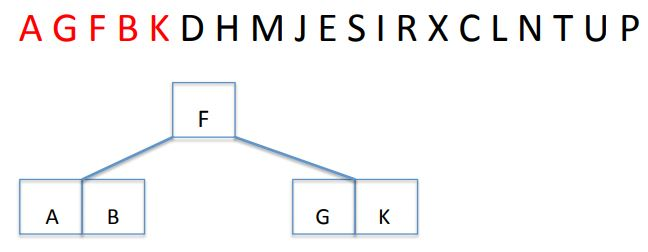 A G F B K D H M J E S I R X C L N T U P
F
A B G K